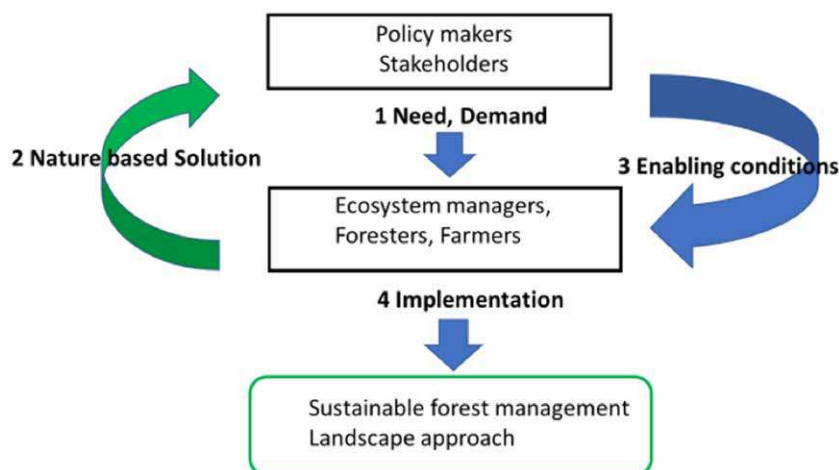 Policy makers
Stakeholders
1 Need, Demand
2 Nature based Solution
3 Enabling conditions
Ecosystem managers,
Foresters, Farmers
4 Implementation
Sustainable forest management
Landscape approach